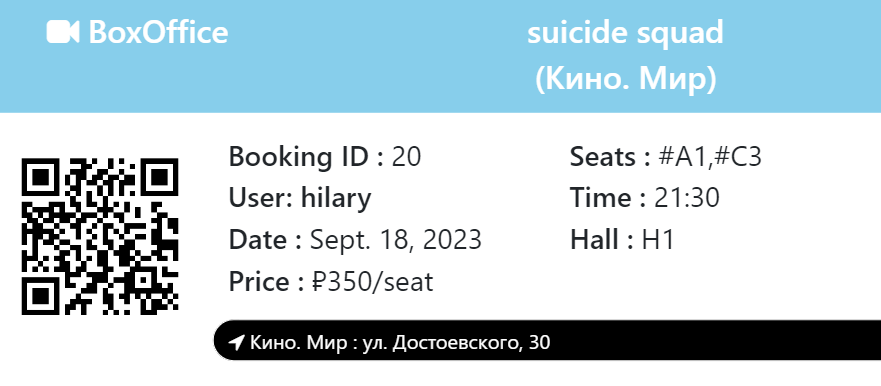 BoxOffice
suicide squad
(Кино. Мир)
Booking ID : 20
User: hilary
Date : Sept. 18, 2023
Price : ₽350/seat
Seats : #A1,#C3
Time : 21:30
Hall : H1
Кино. Мир : ул. Достоевского, 30